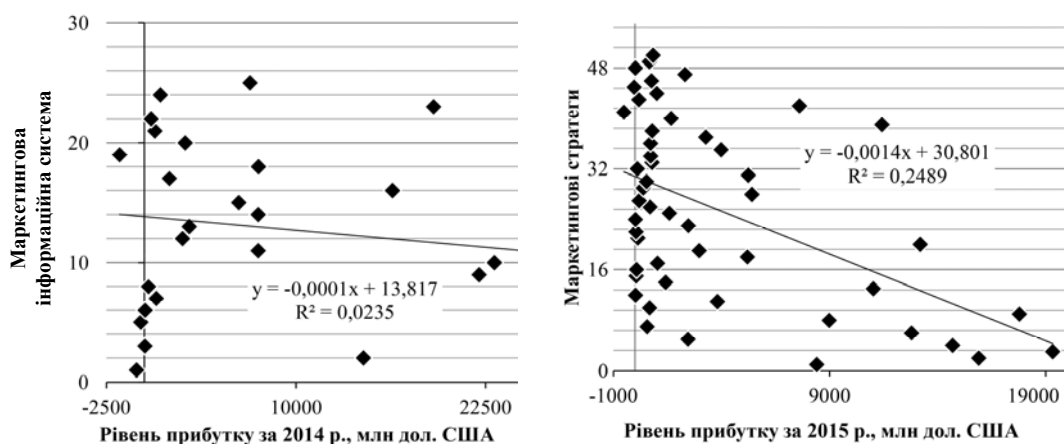 Маркетингова
інформаційна система
30
20
10
0
-2500
10000
22500
y = -0,0001x + 13,817
R² = 0,0235
Рівень прибутку за 2014 р., млн дол. США
Маркетингові стратеги
48
32
16
0
-1000
9000
19000
y = -0,0014x + 30,801
R² = 0,2489
Рівень прибутку за 2015 р., млн дол. США